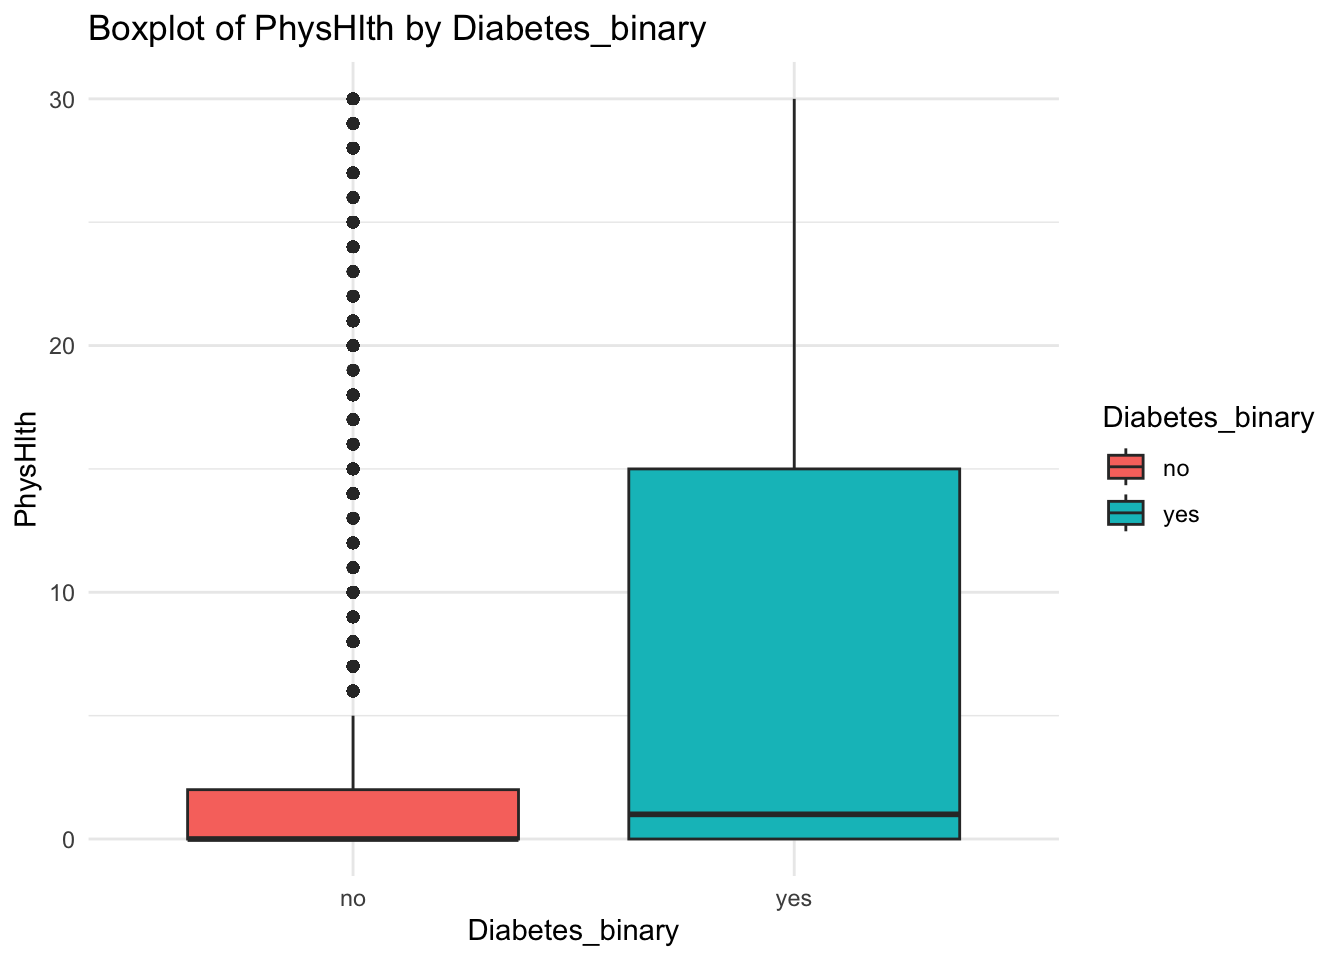 Boxplot of PhysHlth by Diabetes_binary
30
20
10
0
PhysHlth
no
yes
Diabetes_binary
Diabetes_binary
no
yes